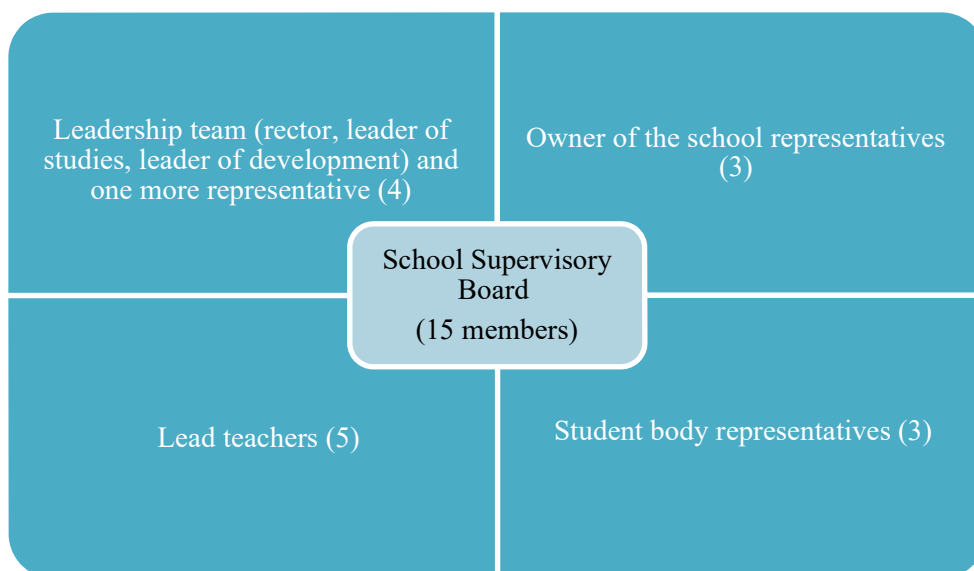 Leadership team (rector, leader of
studies, leader of development) and
one more representative (4)
Owner of the school representatives
(3)
School Supervisory
Board
(15 members)
Lead teachers (5)
Student body representatives (3)